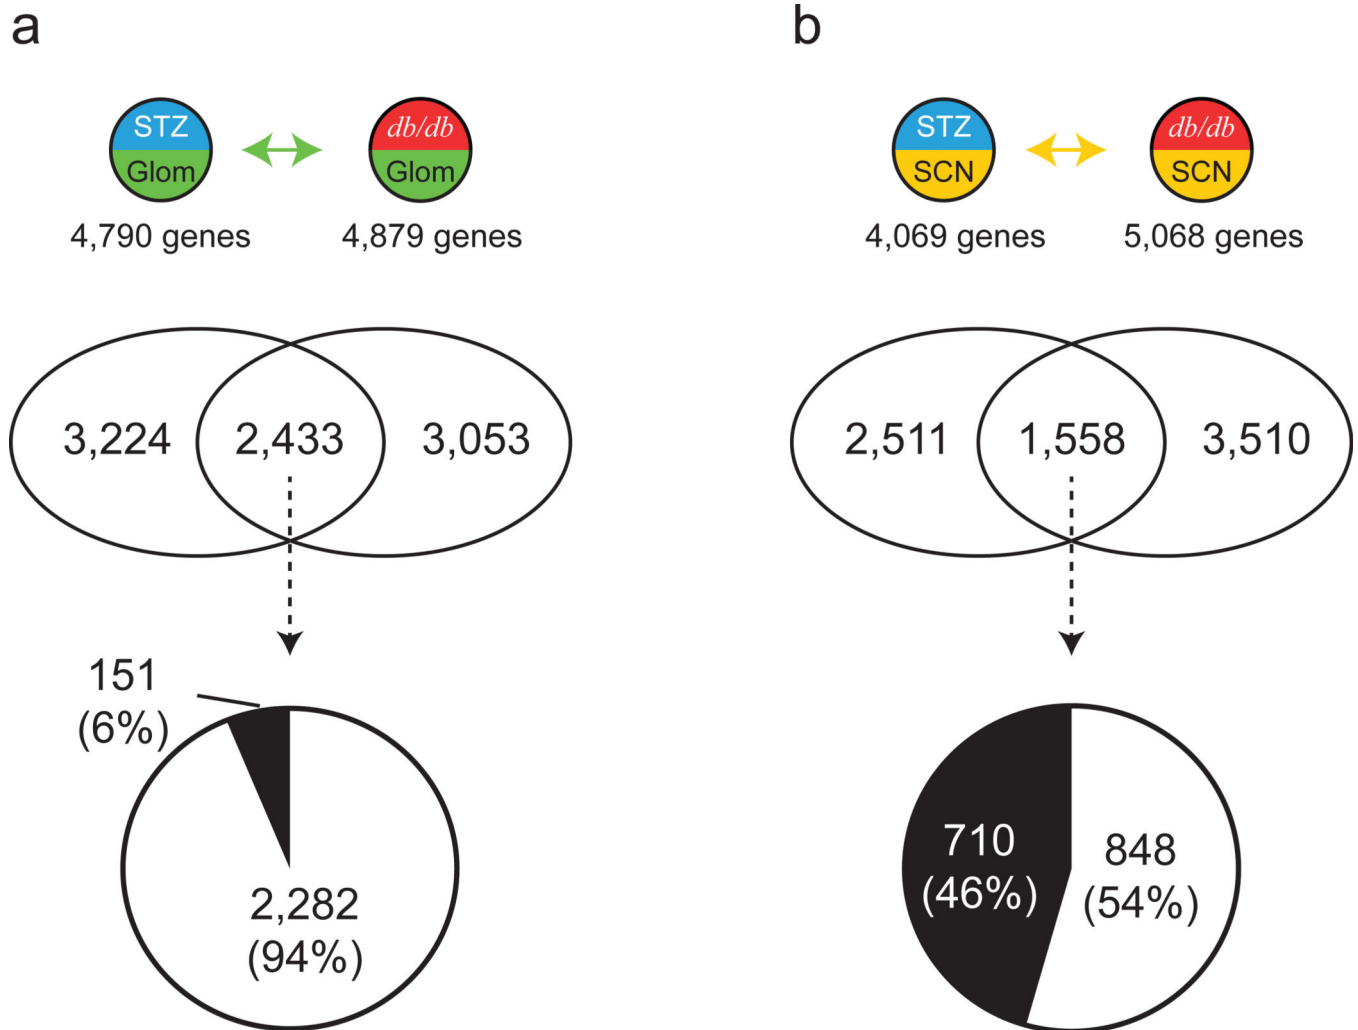 a
STZ
Glom
db/db
Glom
4,790 genes
4,879 genes
3,224
2,433
3,053
151
(6%)
2,282
(94%)
b
STZ
SCN
db/db
SCN
4,069 genes
5,068 genes
2,511
1,558
3,510
710
(46%)
848
(54%)